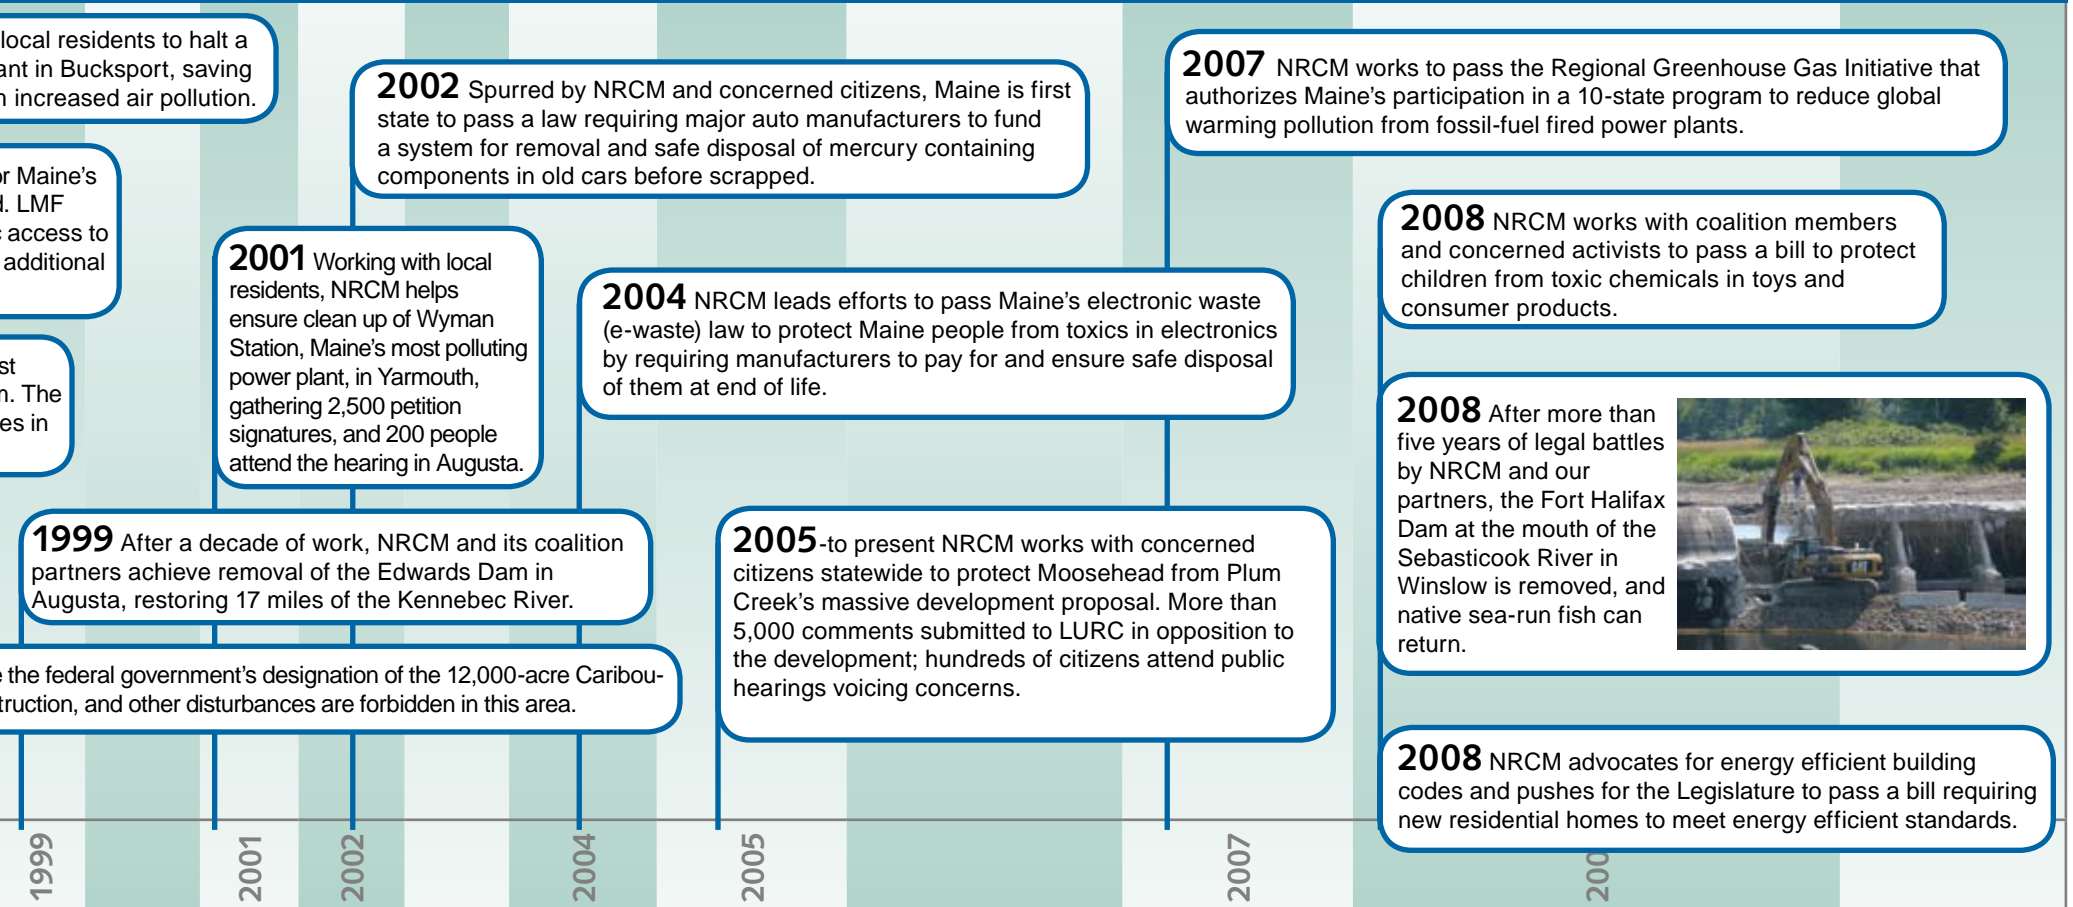 local residents to halt a
ant in Bucksport, saving
increased air pollution.
2002 Spurred by NRCM and concerned citizens, Maine is first
state to pass a law requiring major auto manufacturers to fund
a system for removal and safe disposal of mercury containing
components in old cars before scrapped.
2007 NRCM works to pass the Regional Greenhouse Gas Initiative that
authorizes Maine's participation in a 10-state program to reduce global
warming pollution from fossil-fuel fired power plants.
or Maine's
d. LMF
c access to
additional
2001 Working with local
residents, NRCM helps
ensure clean up of Wyman
Station, Maine's most polluting
power plant, in Yarmouth,
gathering 2,500 petition
signatures, and 200 people
attend the hearing in Augusta.
2004 NRCM leads efforts to pass Maine's electronic waste
(e-waste) law to protect Maine people from toxics in electronics
by requiring manufacturers to pay for and ensure safe disposal
of them at end of life.
2008 NRCM works with coalition members
and concerned activists to pass a bill to protect
children from toxic chemicals in toys and
consumer products.
st
n. The
es in
2008 After more than
five years of legal battles
by NRCM and our
partners, the Fort Halifax
Dam at the mouth of the
Sebasticook River in
Winslow is removed, and
native sea-run fish can
return.
1999 After a decade of work, NRCM and its coalition
partners achieve removal of the Edwards Dam in
Augusta, restoring 17 miles of the Kennebec River.
2005-to present NRCM works with concerned
citizens statewide to protect Moosehead from Plum
Creek's massive development proposal. More than
5,000 comments submitted to LURC in opposition to
the development; hundreds of citizens attend public
hearings voicing concerns.
e the federal government's designation of the 12,000-acre Caribou-
truction, and other disturbances are forbidden in this area.
2008 NRCM advocates for energy efficient building
codes and pushes for the Legislature to pass a bill requiring
new residential homes to meet energy efficient standards.
1999
2001
2002
2004
2005
2007
200